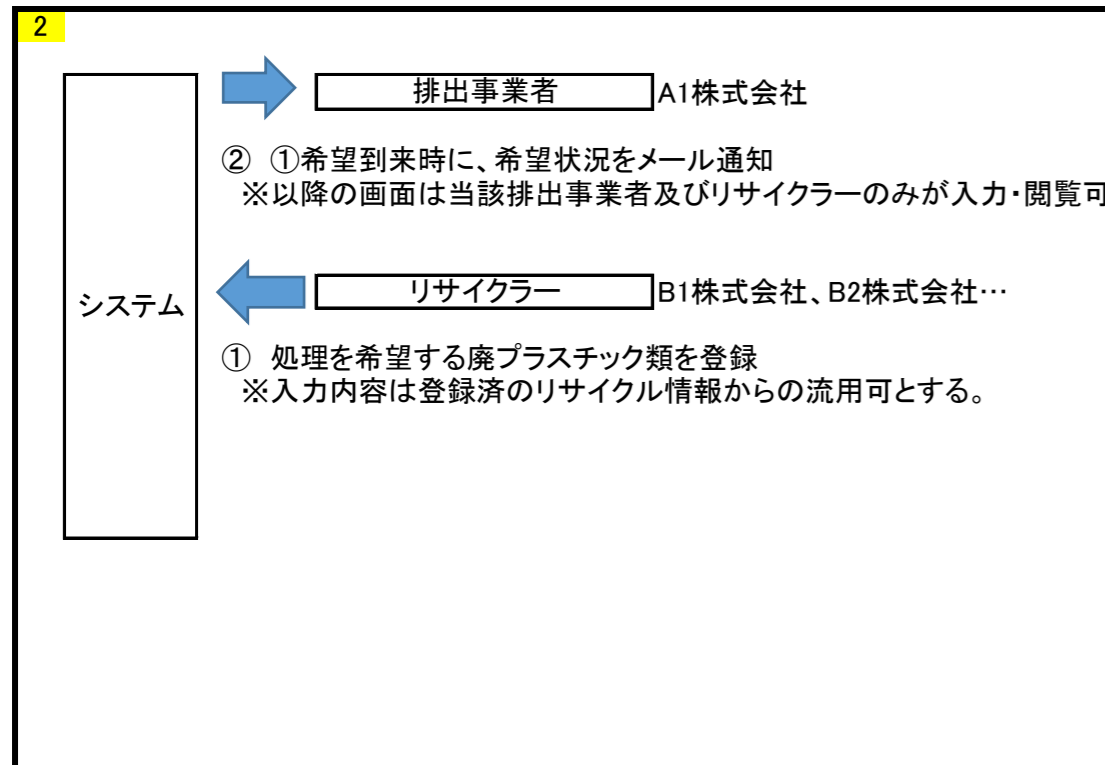 2
排出事業者 A1株式会社
② ①希望到来時に、希望状況をメール通知
※以降の画面は当該排出事業者及びリサイクラーのみが入力・閲覧可
システム
リサイクラー B1株式会社、B2株式会社…
① 処理を希望する廃プラスチック類を登録
※入力内容は登録済のリサイクル情報からの流用可とする。